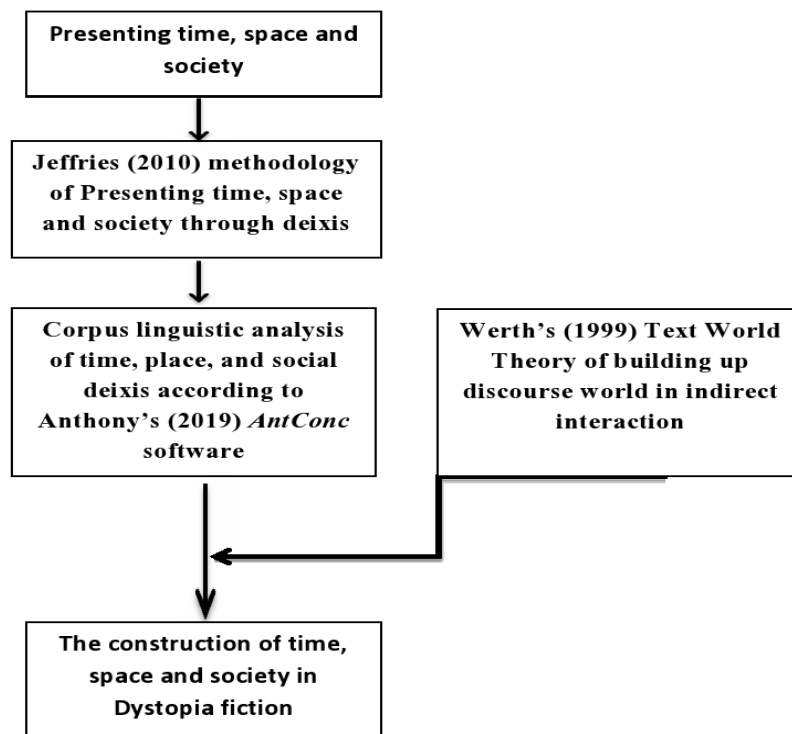 Presenting time, space and
society
Jeffries (2010) methodology
of Presenting time, space
and society through deixis
Corpus linguistic analysis
of time, place, and social
deixis according to
Anthony's (2019) AntConc
software
Werth's (1999) Text World
Theory of building up
discourse world in indirect
interaction
The construction of time,
space and society in
Dystopia fiction